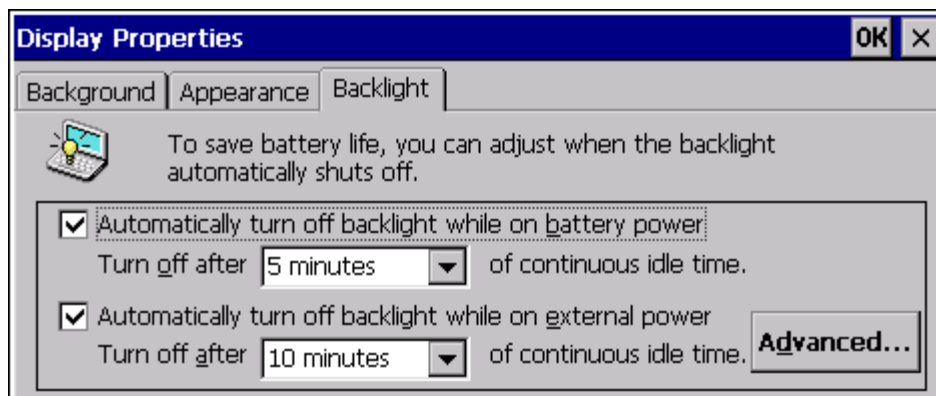 Display Properties OK ×
Background Appearance Backlight
To save battery life, you can adjust when the backlight
automatically shuts off.
Automatically turn off backlight while on battery power
Turn off after 5 minutes of continuous idle time.
Automatically turn off backlight while on external power
Turn off after 10 minutes of continuous idle time. Advanced...